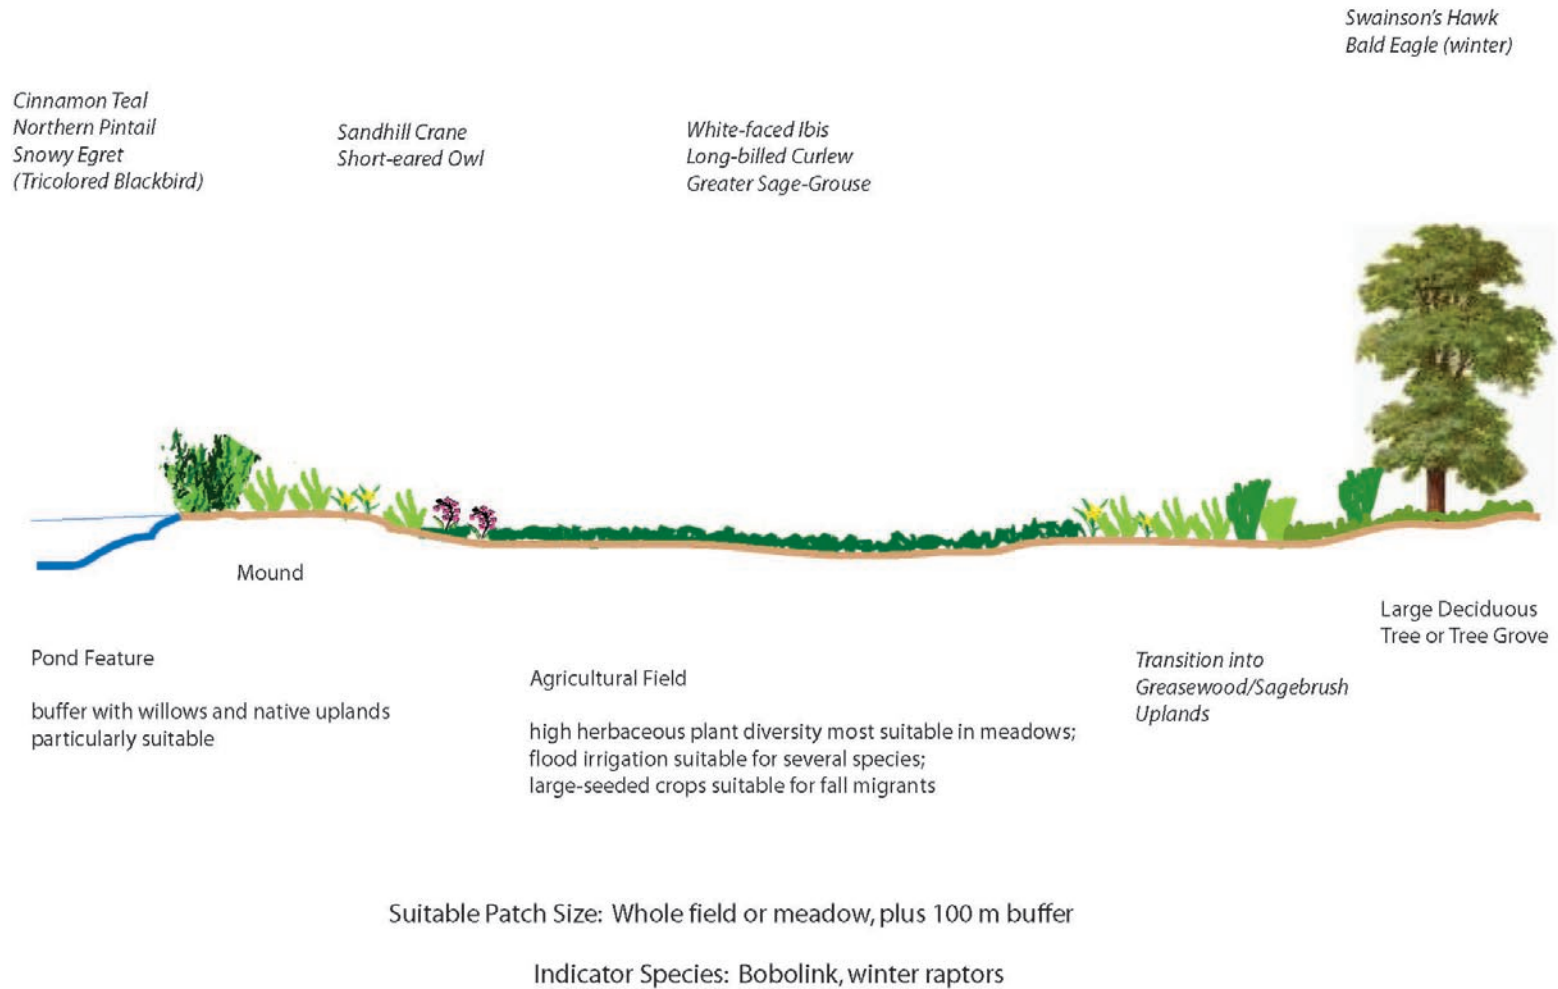 Swainson's Hawk
Bald Eagle (winter)
Cinnamon Teal
Northern Pintail
Snowy Egret
(Tricolored Blackbird)
Sandhill Crane
Short-eared Owl
White-faced Ibis
Long-billed Curlew
Greater Sage-Grouse
Mound
Large Deciduous
Tree or Tree Grove
Pond Feature
buffer with willows and native uplands
particularly suitable
Agricultural Field
high herbaceous plant diversity most suitable in meadows;
flood irrigation suitable for several species;
large-seeded crops suitable for fall migrants
Transition into
Greasewood/Sagebrush
Uplands
Suitable Patch Size: Whole field or meadow, plus 100 m buffer
Indicator Species: Bobolink, winter raptors